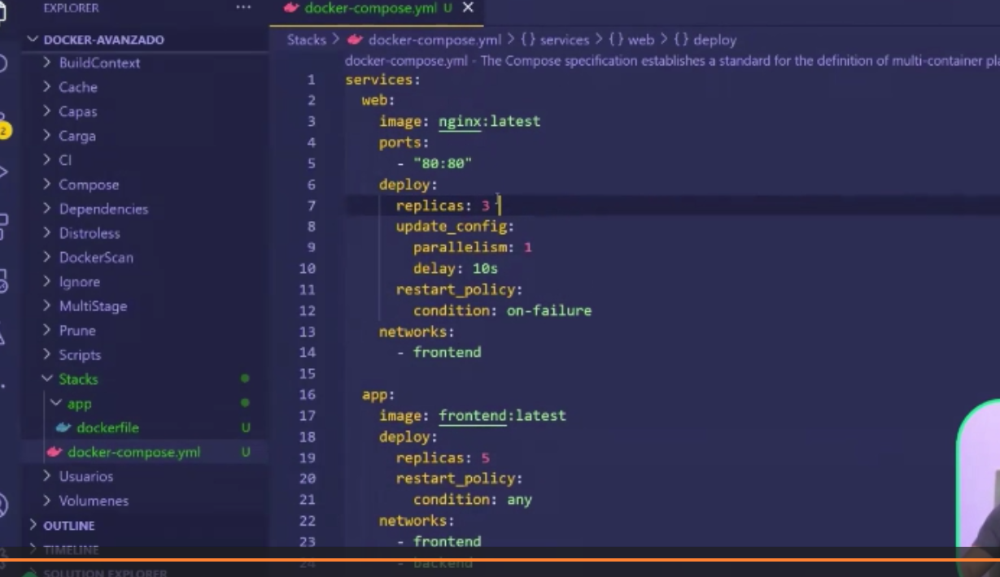 EXPLORER
···
DOCKER-AVANZADO
BuildContext
Cache
Capas
Carga
CI
Compose
Dependencies
Distroless
DockerScan
Ignore
MultiStage
Prune
Scripts
Stacks
app
dockerfile U
docker-compose.yml U
Usuarios
Volumenes
OUTLINE
TIMELINE
SOLUTION EXPLORER
2
docker-compose.yml U ×
Stacks > docker-compose.yml > {} services > {} web > {} deploy
docker-compose.yml - The Compose specification establishes a standard for the definition of multi-container
1 services:
2 web:
3 image: nginx:latest
4 ports:
5 - "80:80"
6 deploy:
7 replicas: 3
8 update_config:
9 parallelism: 1
10 delay: 10s
11 restart_policy:
12 condition: on-failure
13 networks:
14 - frontend
15
16 app:
17 image: frontend:latest
18 deploy:
19 replicas: 5
20 restart_policy:
21 condition: any
22 networks:
23 - frontend
24 - backend